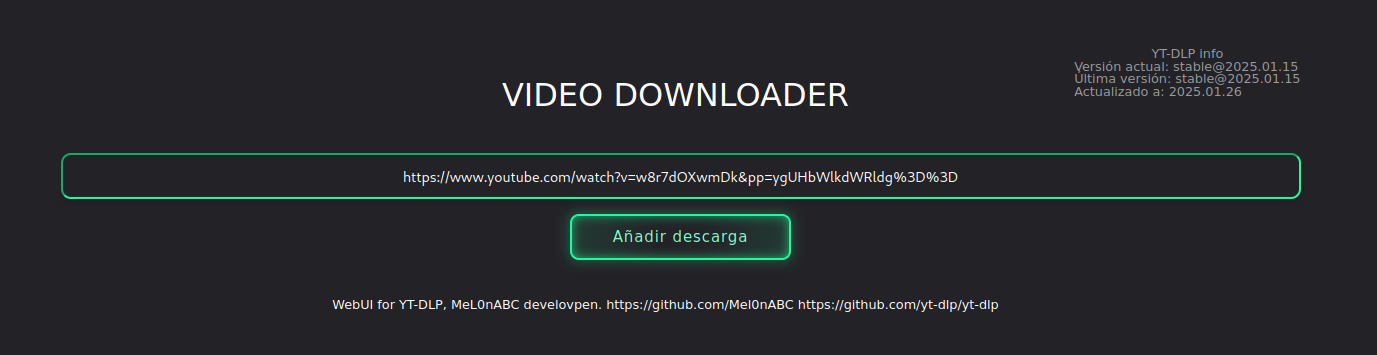 YT-DLP info
Versión actual: stable@2025.01.15
Última versión: stable@2025.01.15
Actualizado a: 2025.01.26
VIDEO DOWNLOADER
https://www.youtube.com/watch?v=w8r7dOXwmDk&pp=ygUHbWlkdWRldg%3D%3D
Añadir descarga
WebUI for YT-DLP, MeL0nABC develovpen. https://github.com/Mel0nABC https://github.com/yt-dlp/yt-dlp